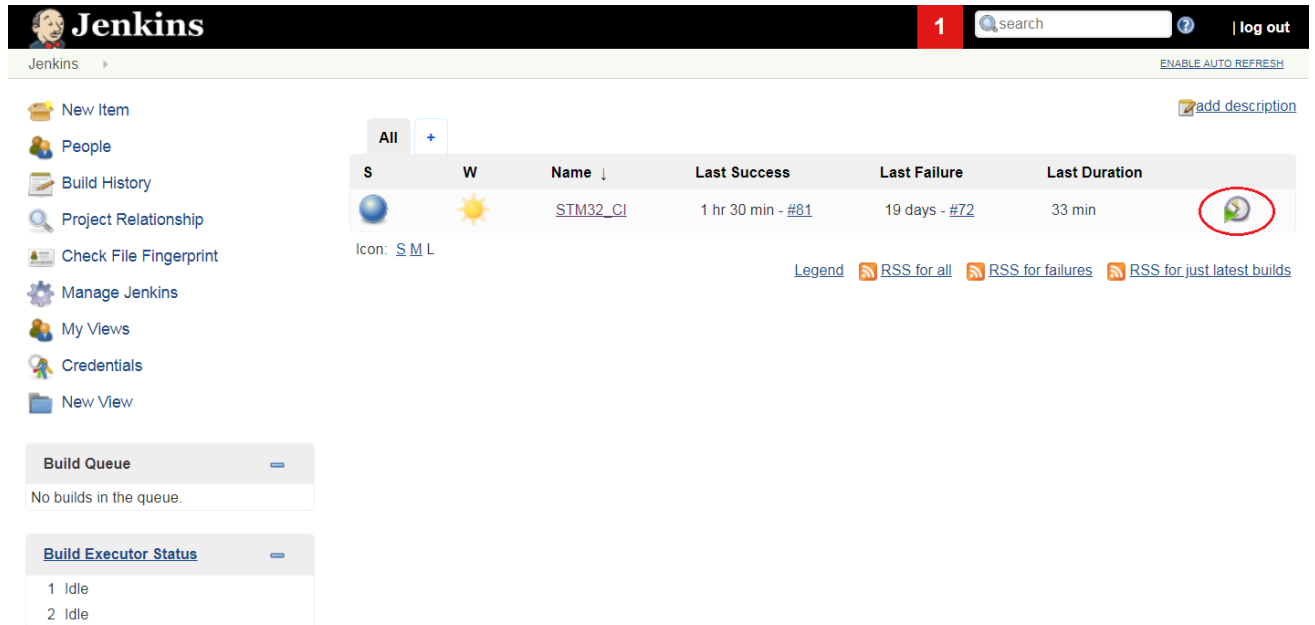 Jenkins
1
search
| log out
Jenkins
ENABLE AUTO REFRESH
New Item
People
Build History
Project Relationship
Check File Fingerprint
Manage Jenkins
My Views
Credentials
New View
add description
All +
S W Name ↓ Last Success Last Failure Last Duration
STM32_CI 1 hr 30 min - #81 19 days - #72 33 min
Icon: S M L
Legend RSS for all RSS for failures RSS for just latest builds
Build Queue
No builds in the queue.
Build Executor Status
1 Idle
2 Idle